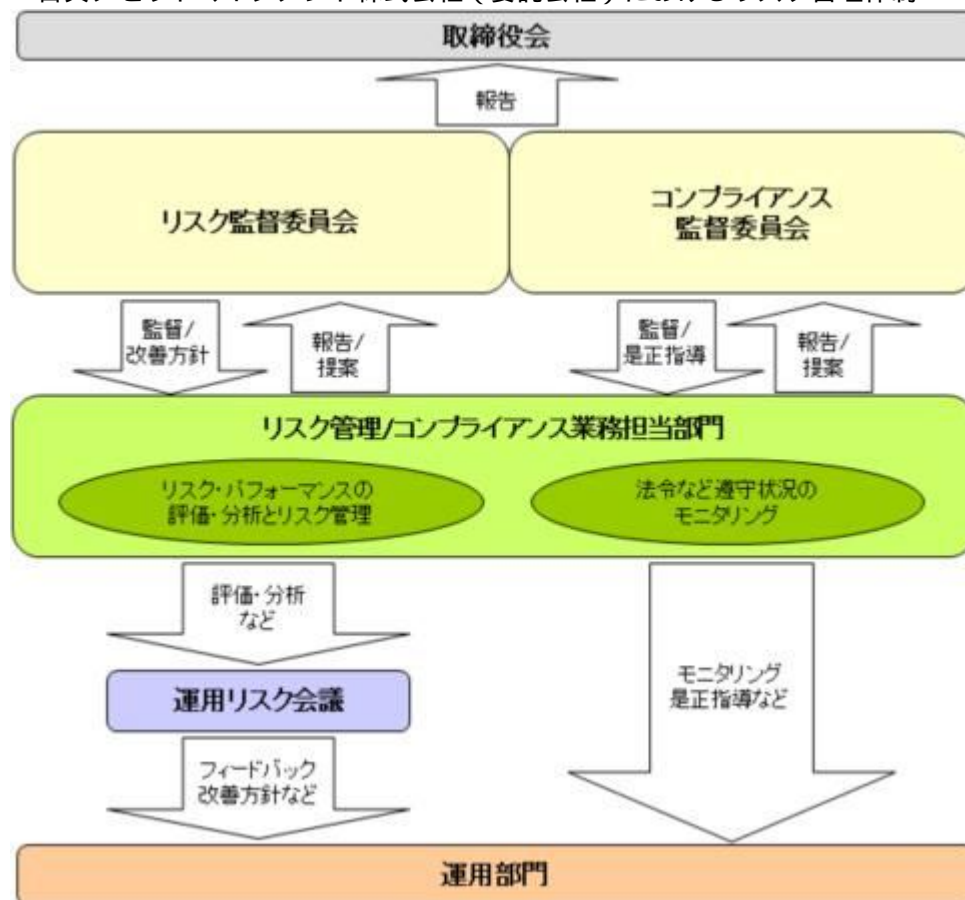 取締役会
報告
リスク監督委員会
コンプライアンス
監督委員会
監督/
改善方針
報告/
提案
監督/
是正指導
報告/
提案
リスク管理/コンプライアンス業務担当部門
リスク・パフォーマンスの
評価・分析とリスク管理
法令など遵守状況の
モニタリング
評価・分析
など
運用リスク会議
モニタリング
是正指導など
フィードバック
改善方針など
運用部門